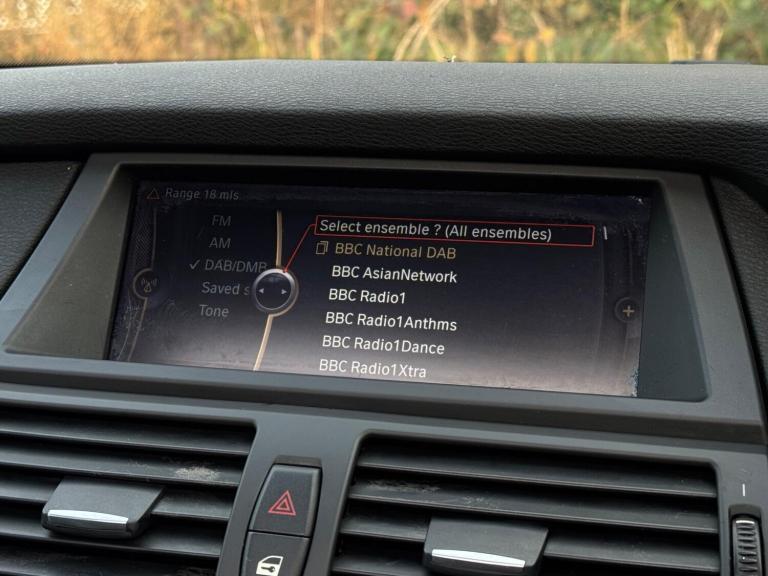 Range 18 mls
FM
AM
✓ DAB/DMB
Saved s
Tone
Select ensemble ? (All ensembles)
BBC National DAB
BBC AsianNetwork
BBC Radio1
BBC Radio1Anthms
BBC Radio1Dance
BBC Radio1Xtra